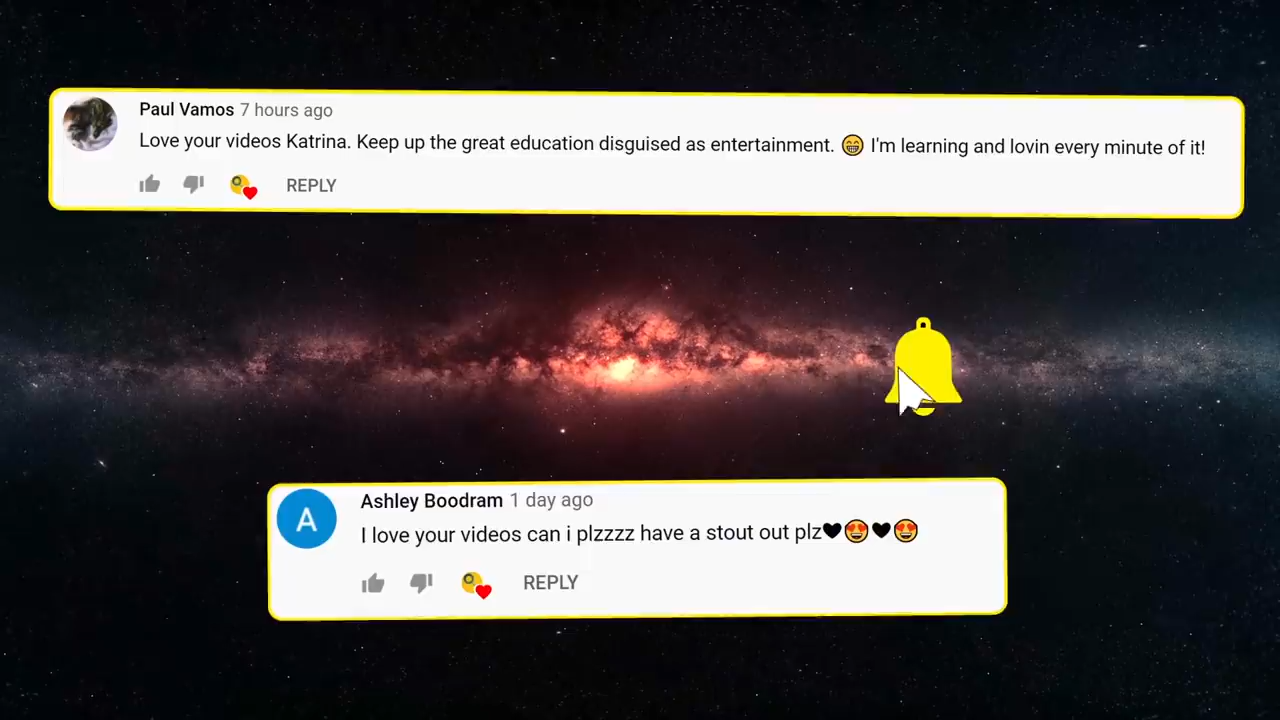 Paul Vamos 7 hours ago
Love your videos Katrina. Keep up the great education disguised as entertainment. 😁 I'm learning and lovin every minute of it!
REPLY
Ashley Boodram 1 day ago
A
I love your videos can i plzzzz have a stout out plz🖤😍🖤😍
REPLY